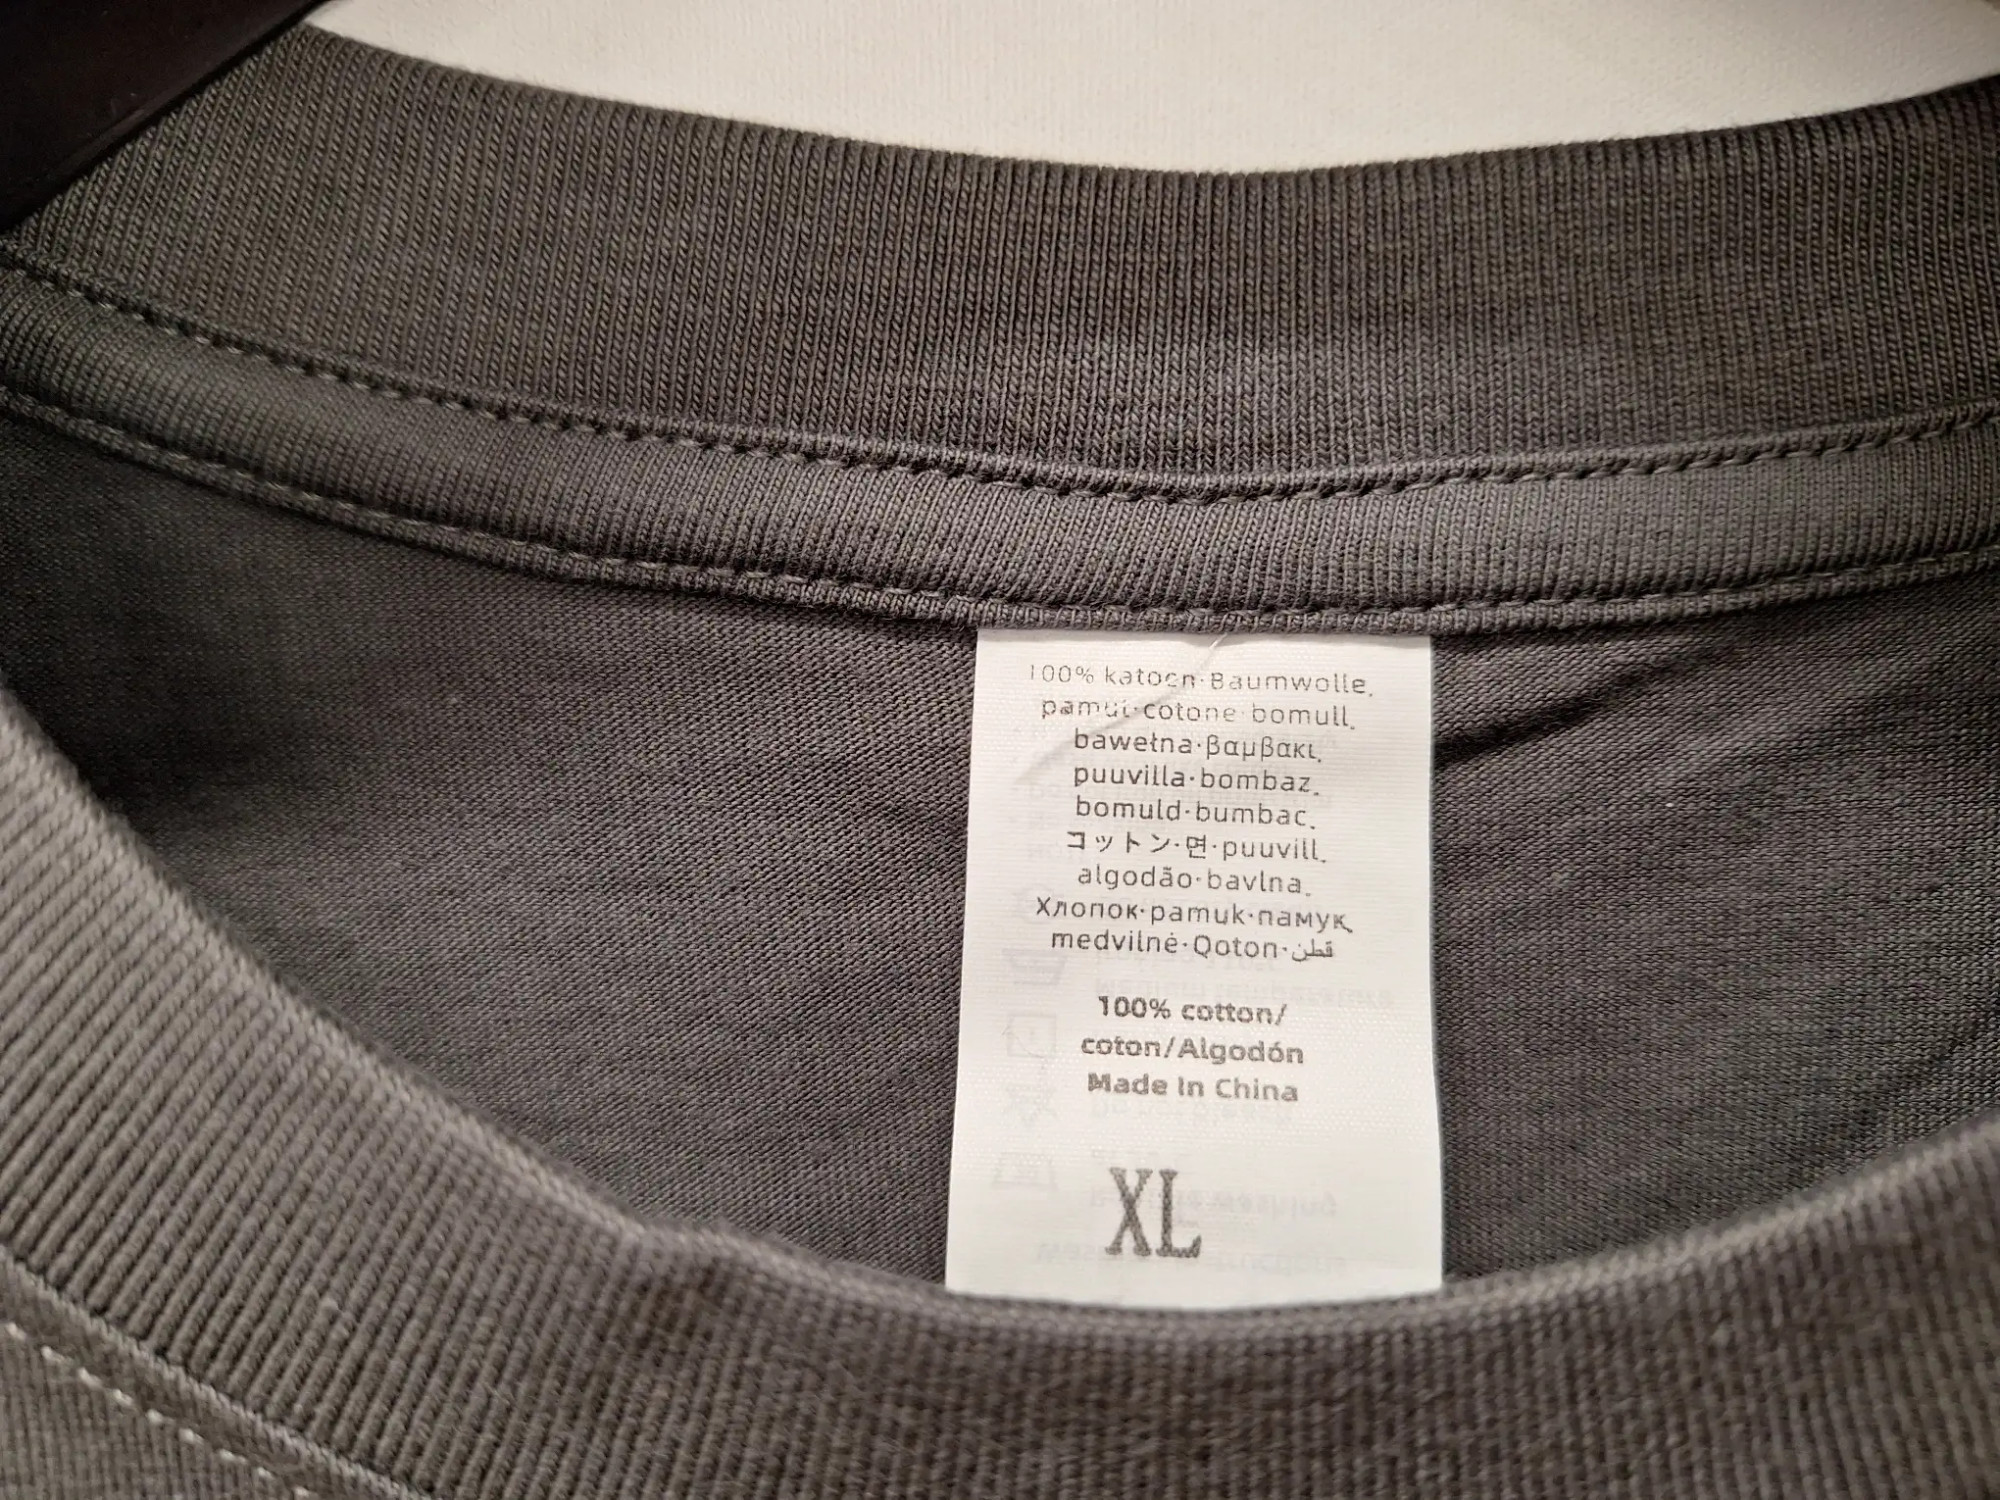 100% katoen·Baumwolle.
pamut·cotone·bomull.
bawełna·βαμβακι.
puuvilla·bombaz.
bomuld·bumbac.
コットン·면·puuvill.
algodão·bavlna.
Хлопок·pamuk·памук.
medvilnė·Qoton·قطن
100% cotton/
coton/Algodón
Made In China
XL